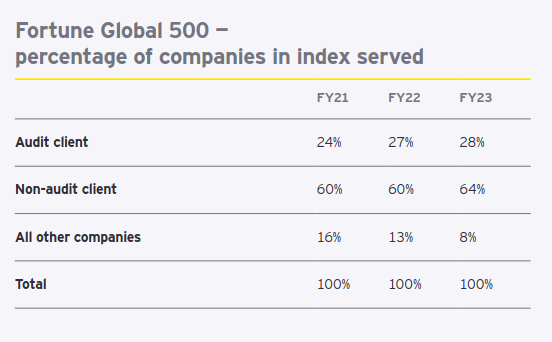 Fortune Global 500 –
percentage of companies in index served
FY21 FY22 FY23
Audit client 24% 27% 28%
Non-audit client 60% 60% 64%
All other companies 16% 13% 8%
Total 100% 100% 100%